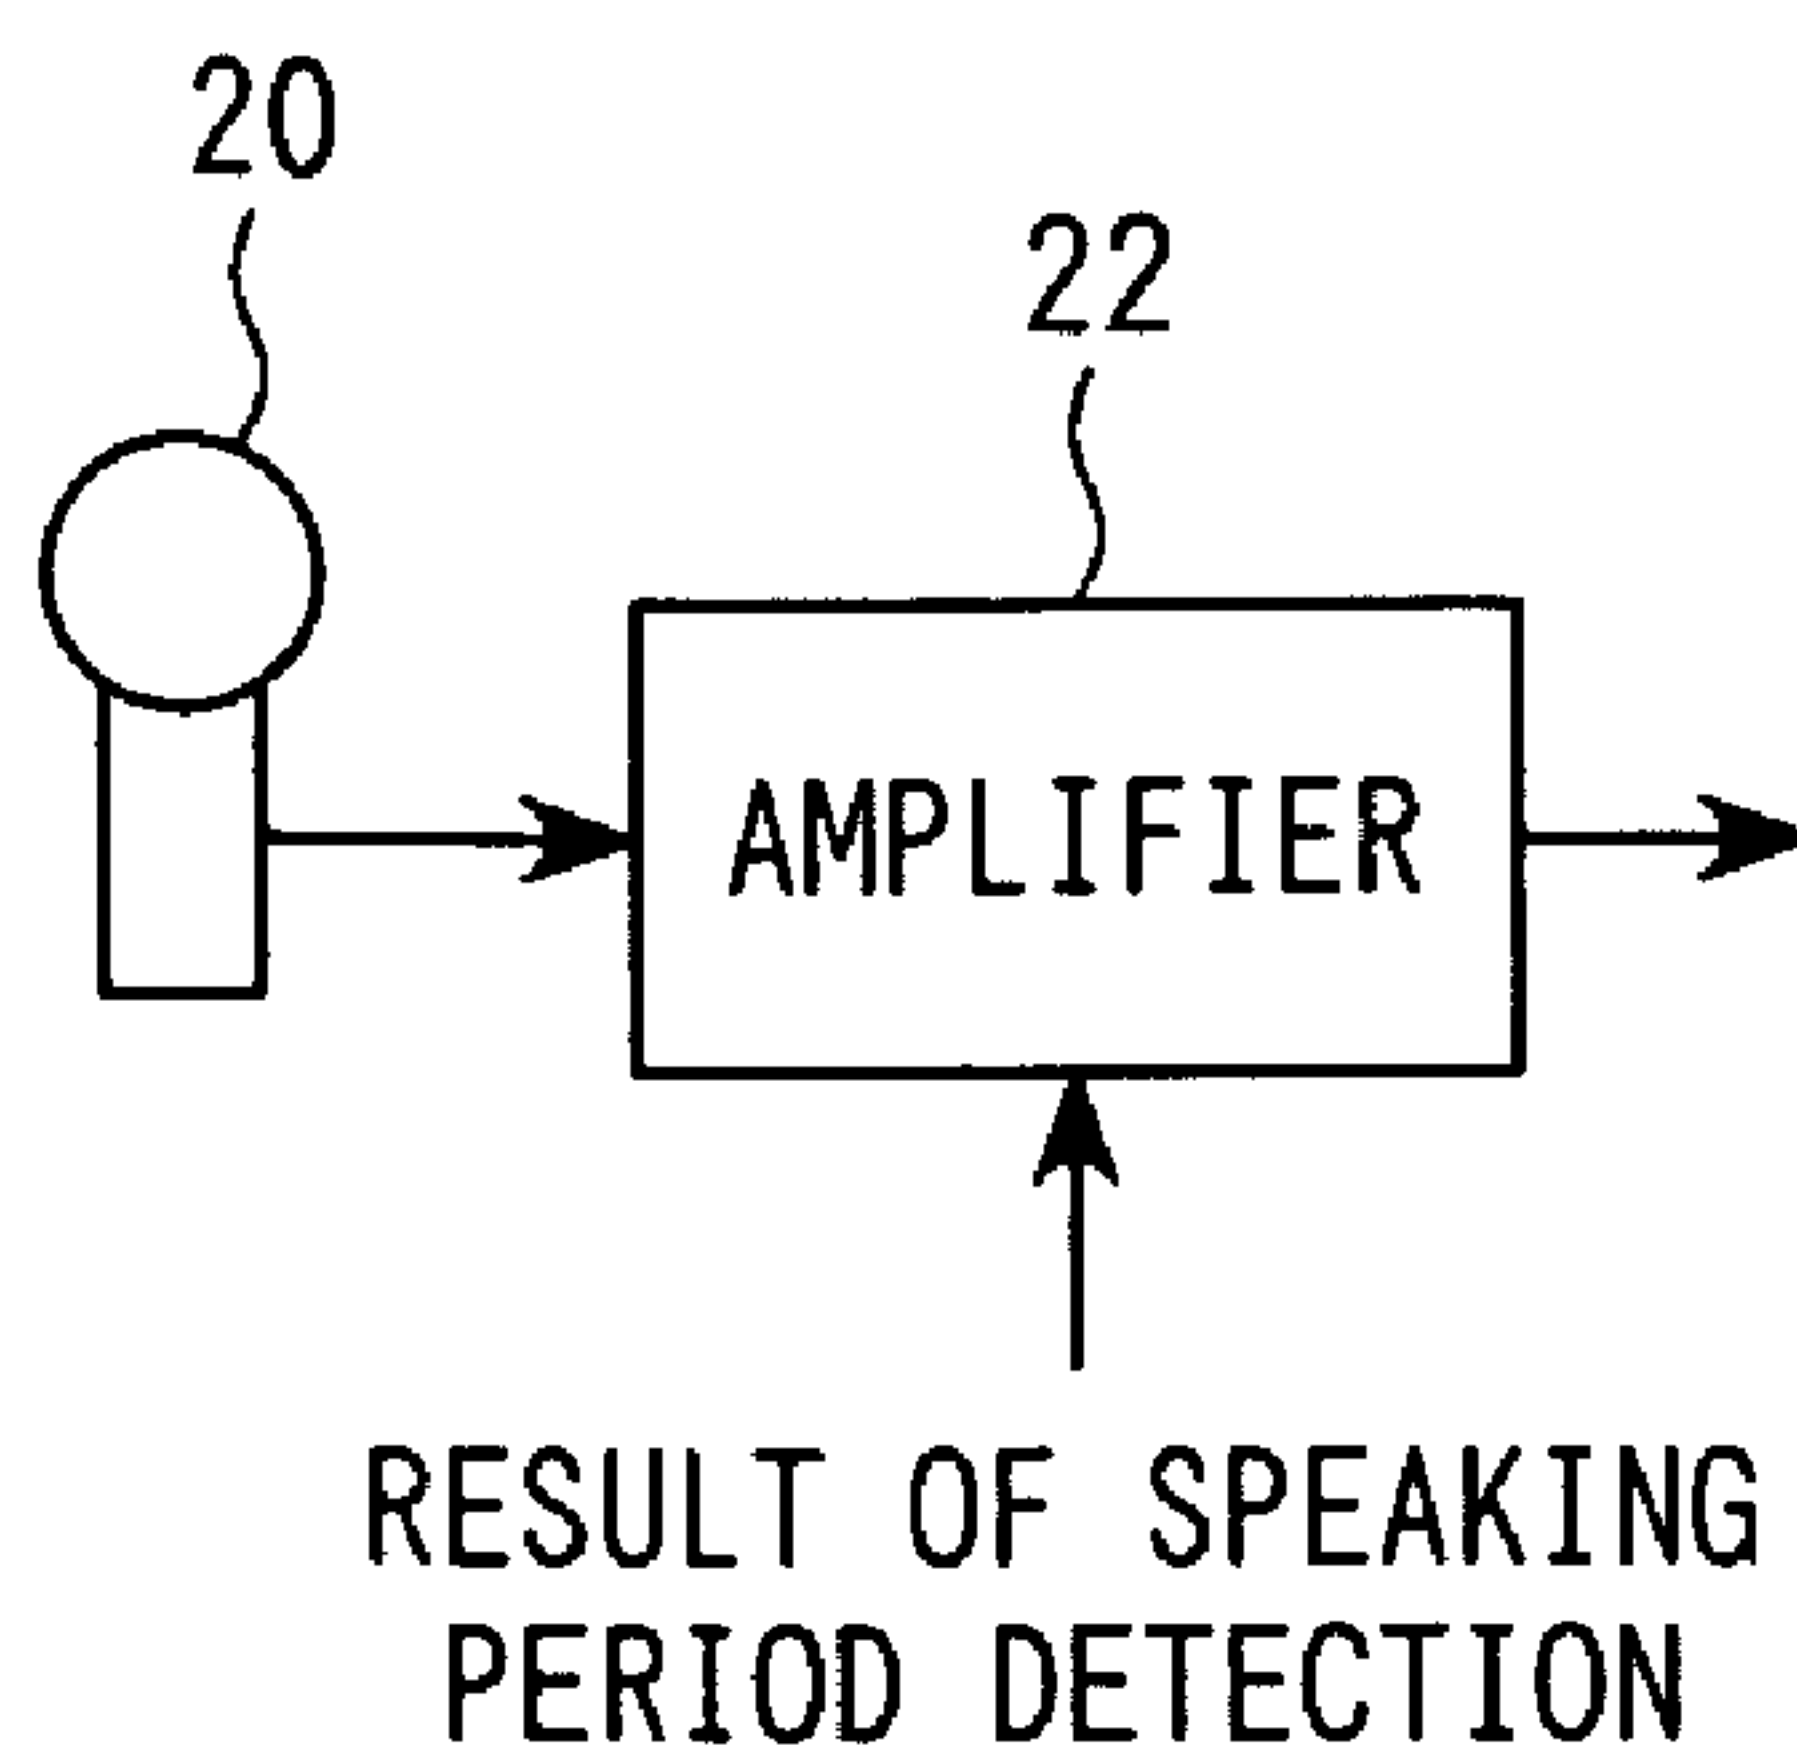 20
22
AMPLIFIER
RESULT OF SPEAKING
PERIOD DETECTION